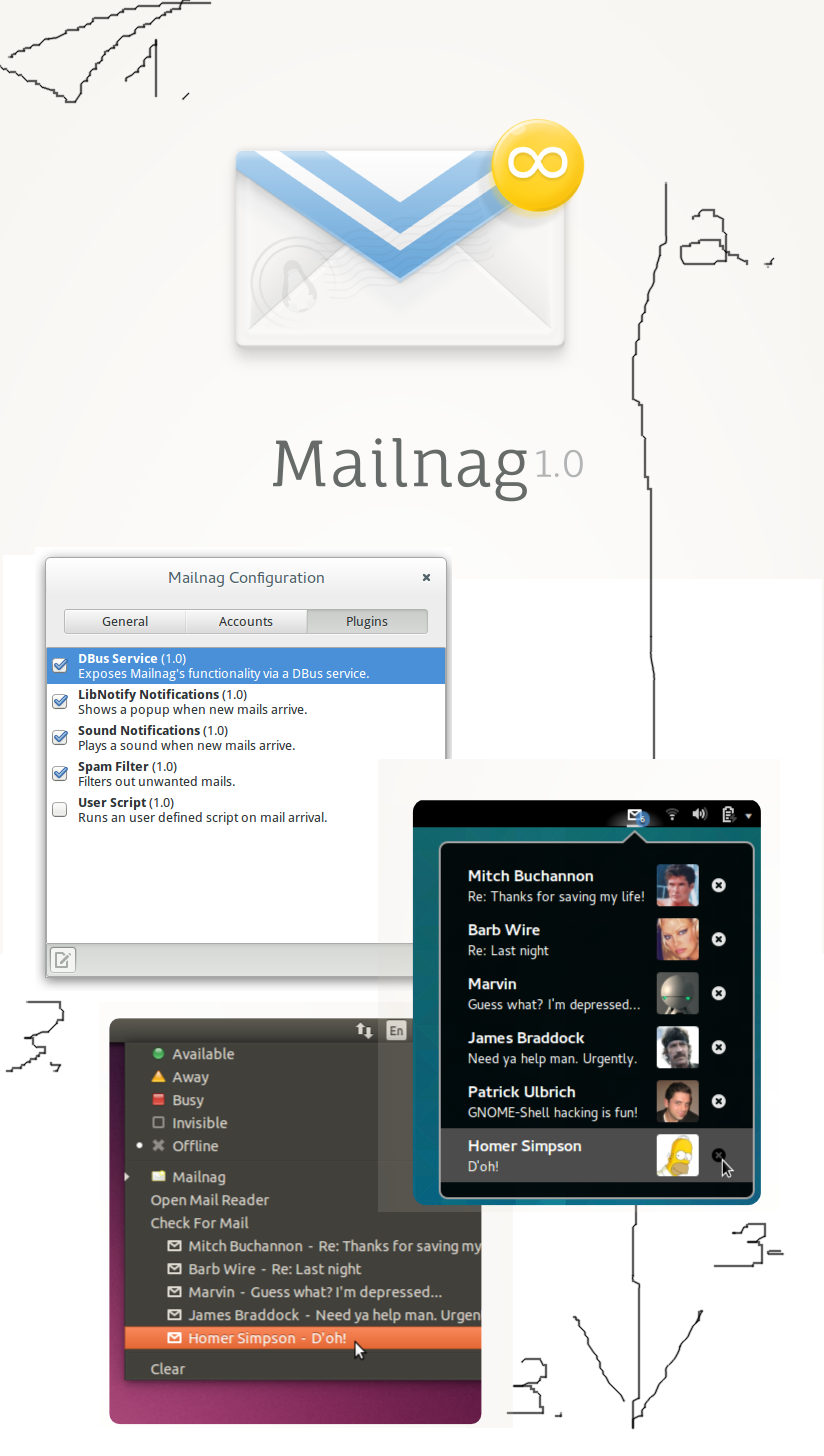 1.
2.
Mailnag 1.0
Mailnag Configuration
General Accounts Plugins
DBus Service (1.0)
Exposes Mailnag's functionality via a DBus service.
LibNotify Notifications (1.0)
Shows a popup when new mails arrive.
Sound Notifications (1.0)
Plays a sound when new mails arrive.
Spam Filter (1.0)
Filters out unwanted mails.
User Script (1.0)
Runs an user defined script on mail arrival.
6
Mitch Buchannon
Re: Thanks for saving my life!
Barb Wire
Re: Last night
Marvin
Guess what? I'm depressed...
James Braddock
Need ya help man. Urgently.
Patrick Ulbrich
GNOME-Shell hacking is fun!
Homer Simpson
D'oh!
En
Available
Away
Busy
Invisible
Offline
Mailnag
Open Mail Reader
Check For Mail
Mitch Buchannon - Re: Thanks for saving my
Barb Wire - Re: Last night
Marvin - Guess what? I'm depressed...
James Braddock - Need ya help man. Urgen
Homer Simpson - D'oh!
Clear